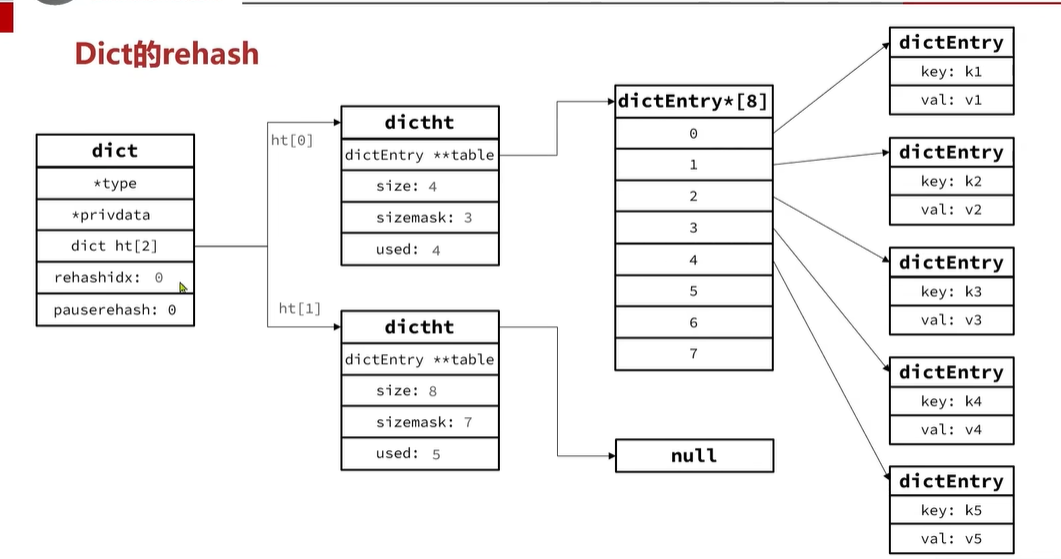 Dict的rehash
dict
*type
*privdata
dict ht[2]
rehashidx: 0
pauserehash: 0
ht[0]
dictht
dictEntry **table
size: 4
sizemask: 3
used: 4
ht[1]
dictht
dictEntry **table
size: 8
sizemask: 7
used: 5
dictEntry*[8]
0
1
2
3
4
5
6
7
null
dictEntry
key: k1
val: v1
dictEntry
key: k2
val: v2
dictEntry
key: k3
val: v3
dictEntry
key: k4
val: v4
dictEntry
key: k5
val: v5